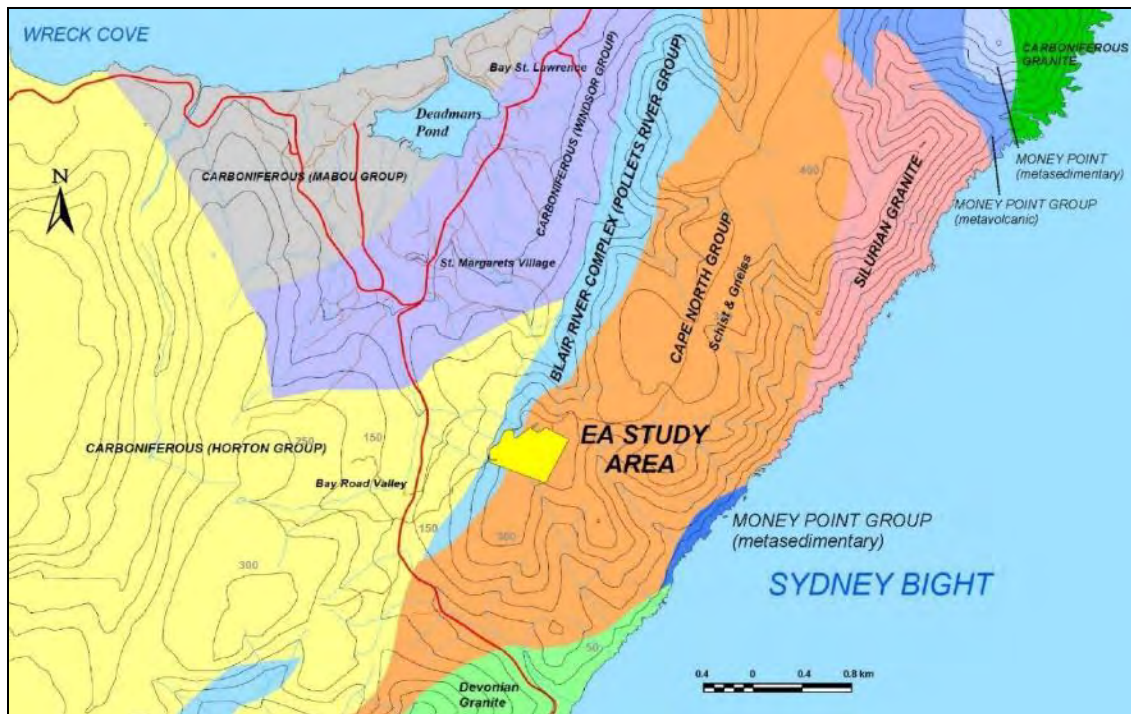 WRECK COVE
Bay St. Lawrence
Deadmans
Pond
CARBONIFEROUS (WINDSOR GROUP)
BLAIR RIVER COMPLEX (POLLETS RIVER GROUP)
CARBONIFEROUS
GRANITE
MONEY POINT
(metasedimentary)
MONEY POINT GROUP
(metavolcanic)
N
CARBONIFEROUS (MABOU GROUP)
400
SILURIAN GRANITE
St. Margarets Village
CAPE NORTH GROUP
Schist & Gneiss
CARBONIFEROUS (HORTON GROUP)
250
150
EA STUDY
AREA
Bay Road Valley
150
300
300
MONEY POINT GROUP
(metasedimentary)
SYDNEY BIGHT
50
Devonian
Granite
0.4 0 0.4 0.8 km